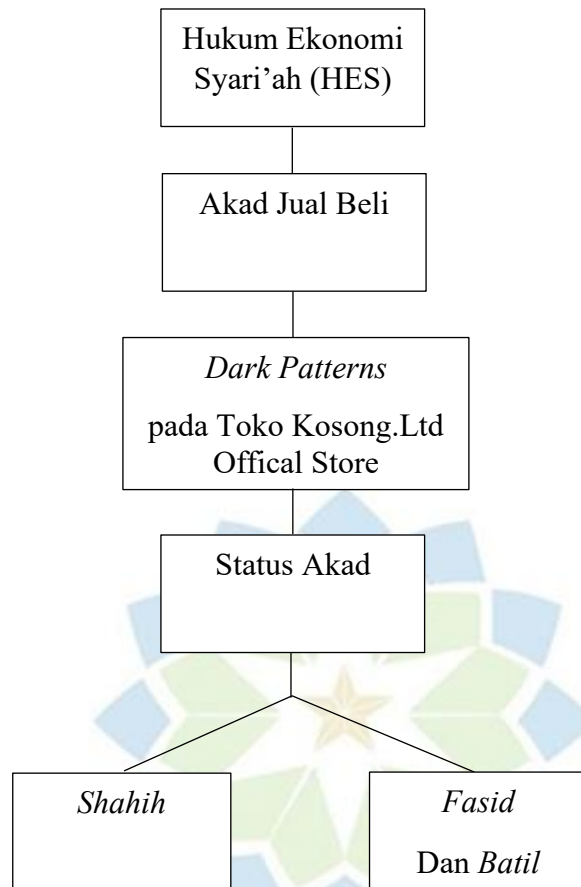 Hukum Ekonomi
Syari’ah (HES)
Akad Jual Beli
Dark Patterns
pada Toko Kosong.Ltd
Offical Store
Status Akad
Shahih
Fasid
Dan Batil